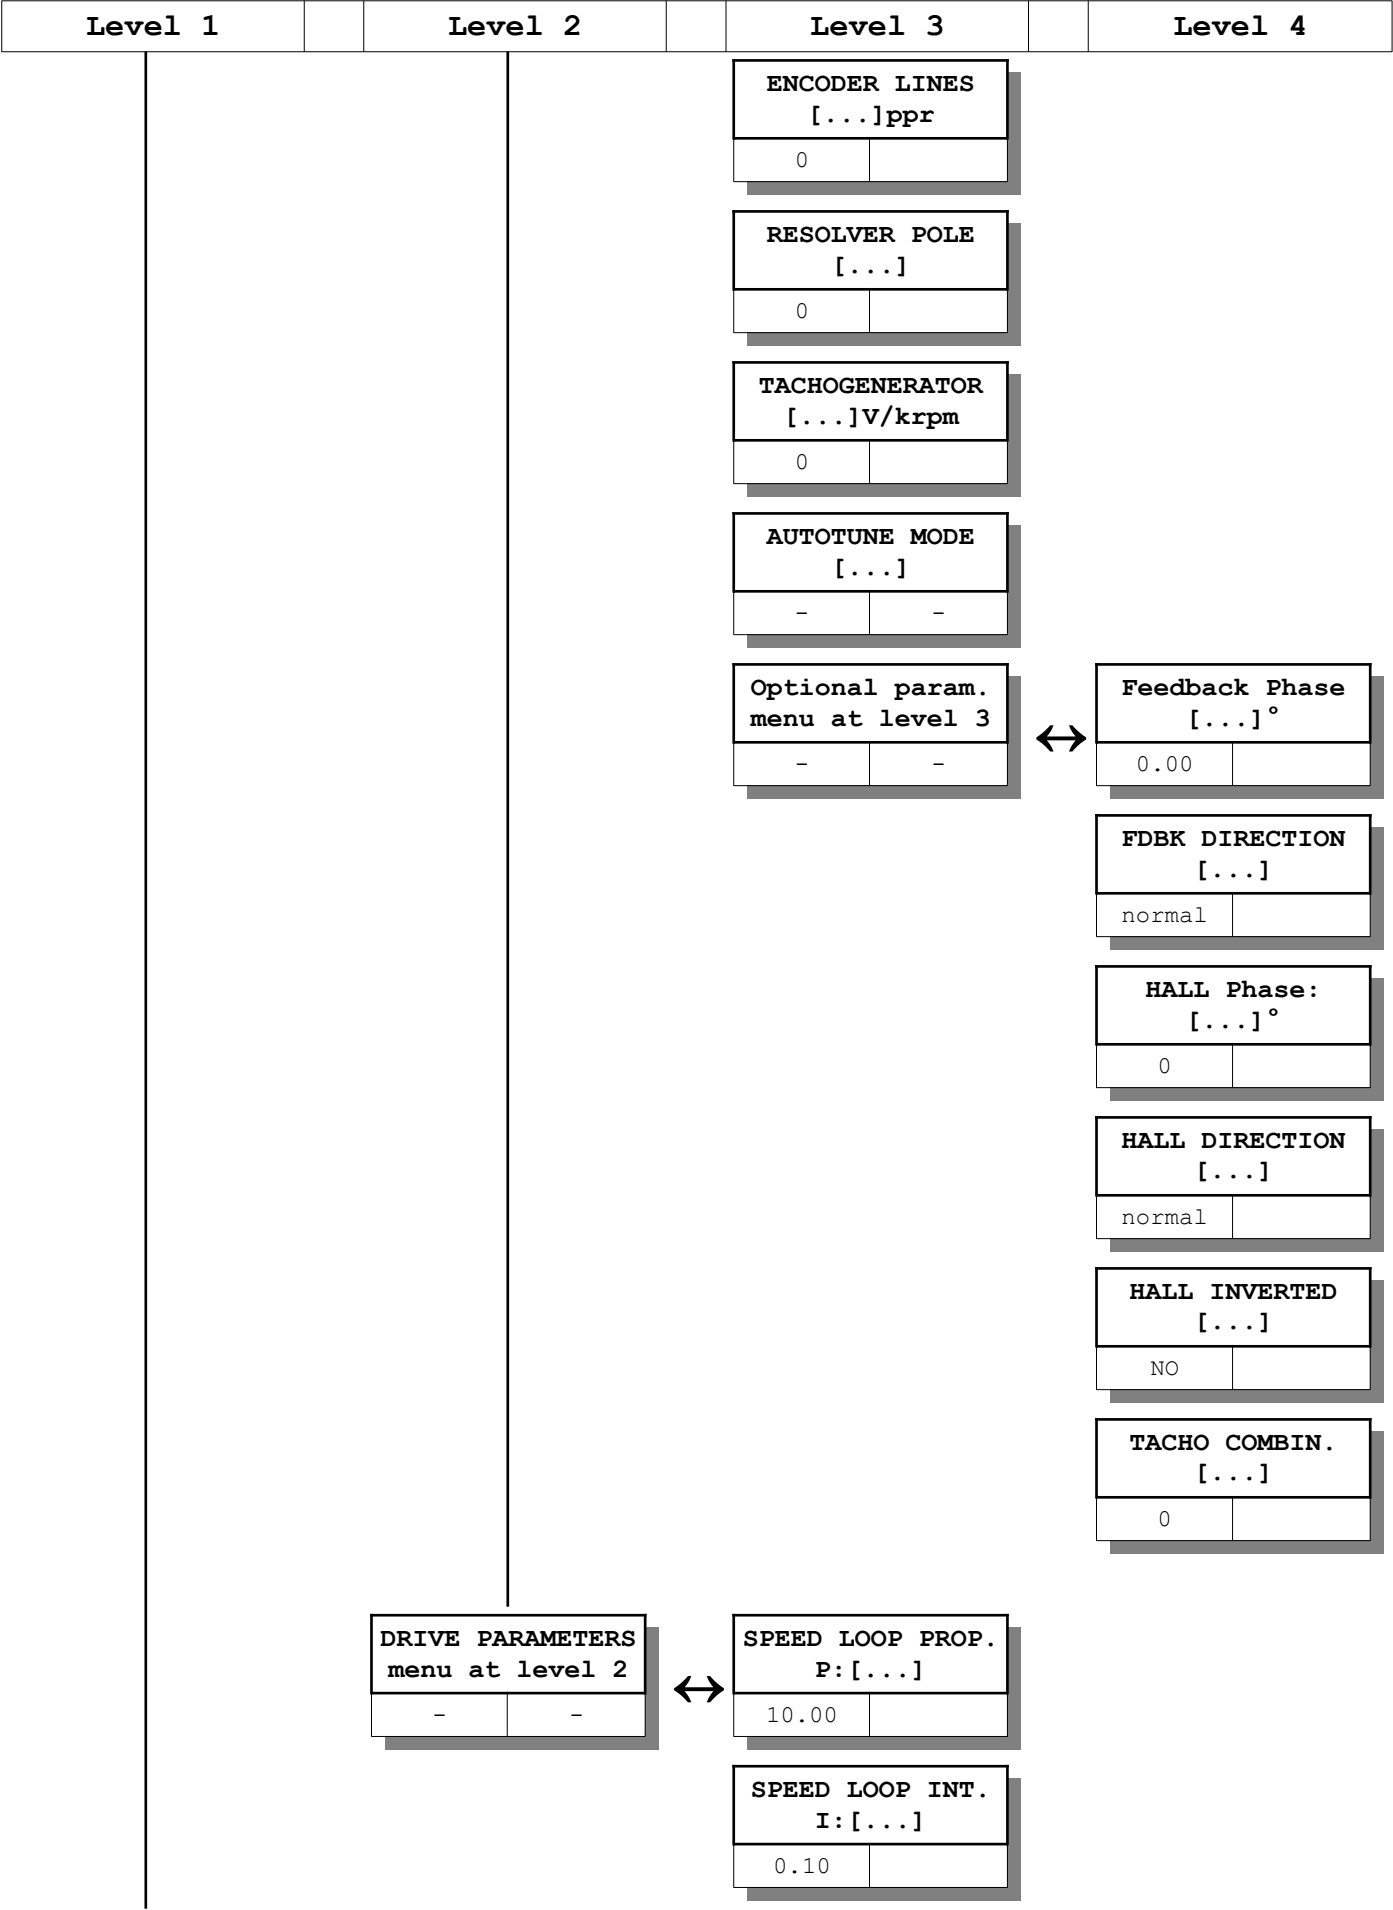 Level 1 Level 2 Level 3 Level 4
ENCODER LINES
[...]ppr
0
RESOLVER POLE
[...]
0
TACHOGENERATOR
[...]V/krpm
0
AUTOTUNE MODE
[...]
- -
Optional param.
menu at level 3
- -
Feedback Phase
[...]°
0.00
FDBK DIRECTION
[...]
normal
HALL Phase:
[...]°
0
HALL DIRECTION
[...]
normal
HALL INVERTED
[...]
NO
TACHO COMBIN.
[...]
0
DRIVE PARAMETERS
menu at level 2
- -
SPEED LOOP PROP.
P:[...]
10.00
SPEED LOOP INT.
I:[...]
0.10